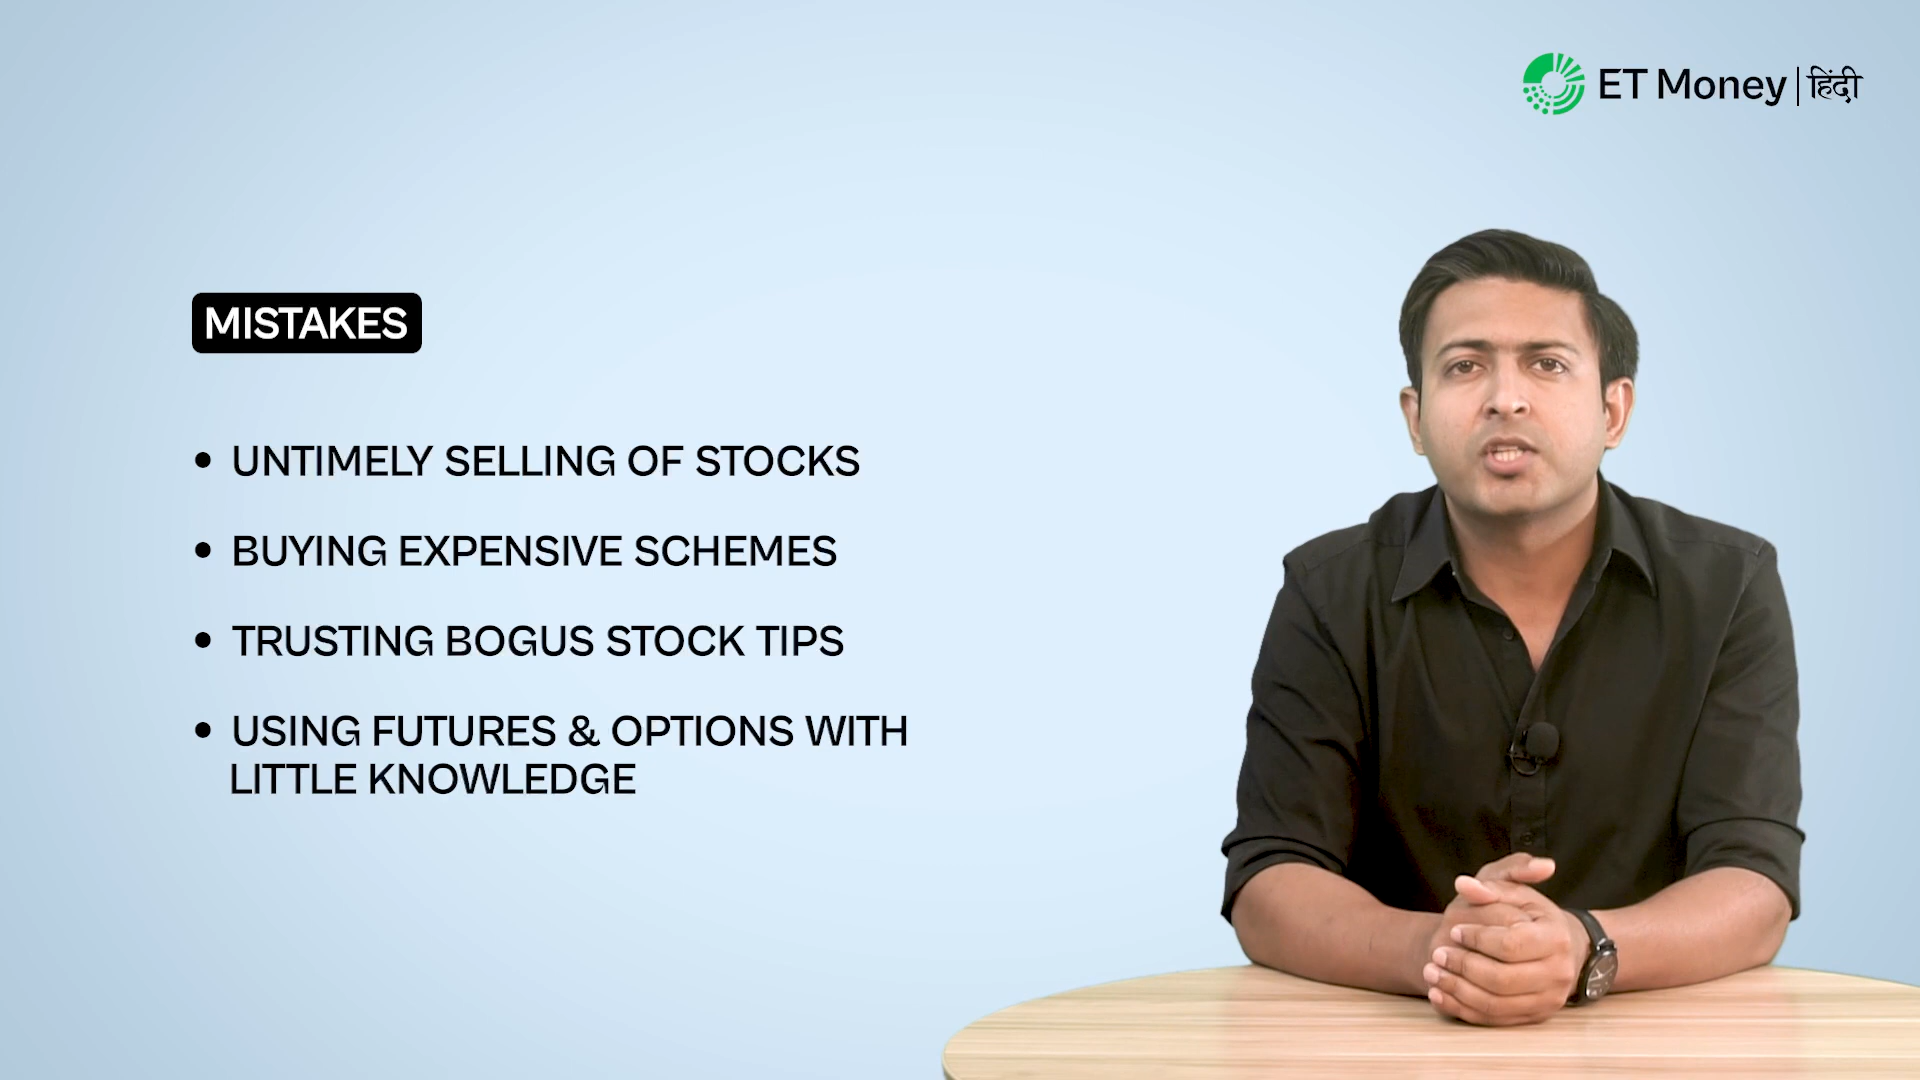 ET Money | हिंदी
MISTAKES
• UNTIMELY SELLING OF STOCKS
• BUYING EXPENSIVE SCHEMES
• TRUSTING BOGUS STOCK TIPS
• USING FUTURES & OPTIONS WITH
LITTLE KNOWLEDGE